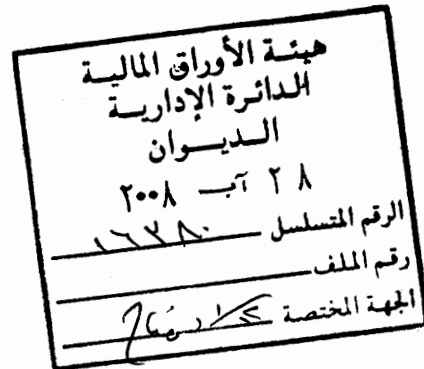 هيئة الأوراق المالية
الدائرة الإدارية
الديوان
٢٨ آب ٢٠٠٨
الرقم المتسلسل
رقم الملف
الجهة المختصة